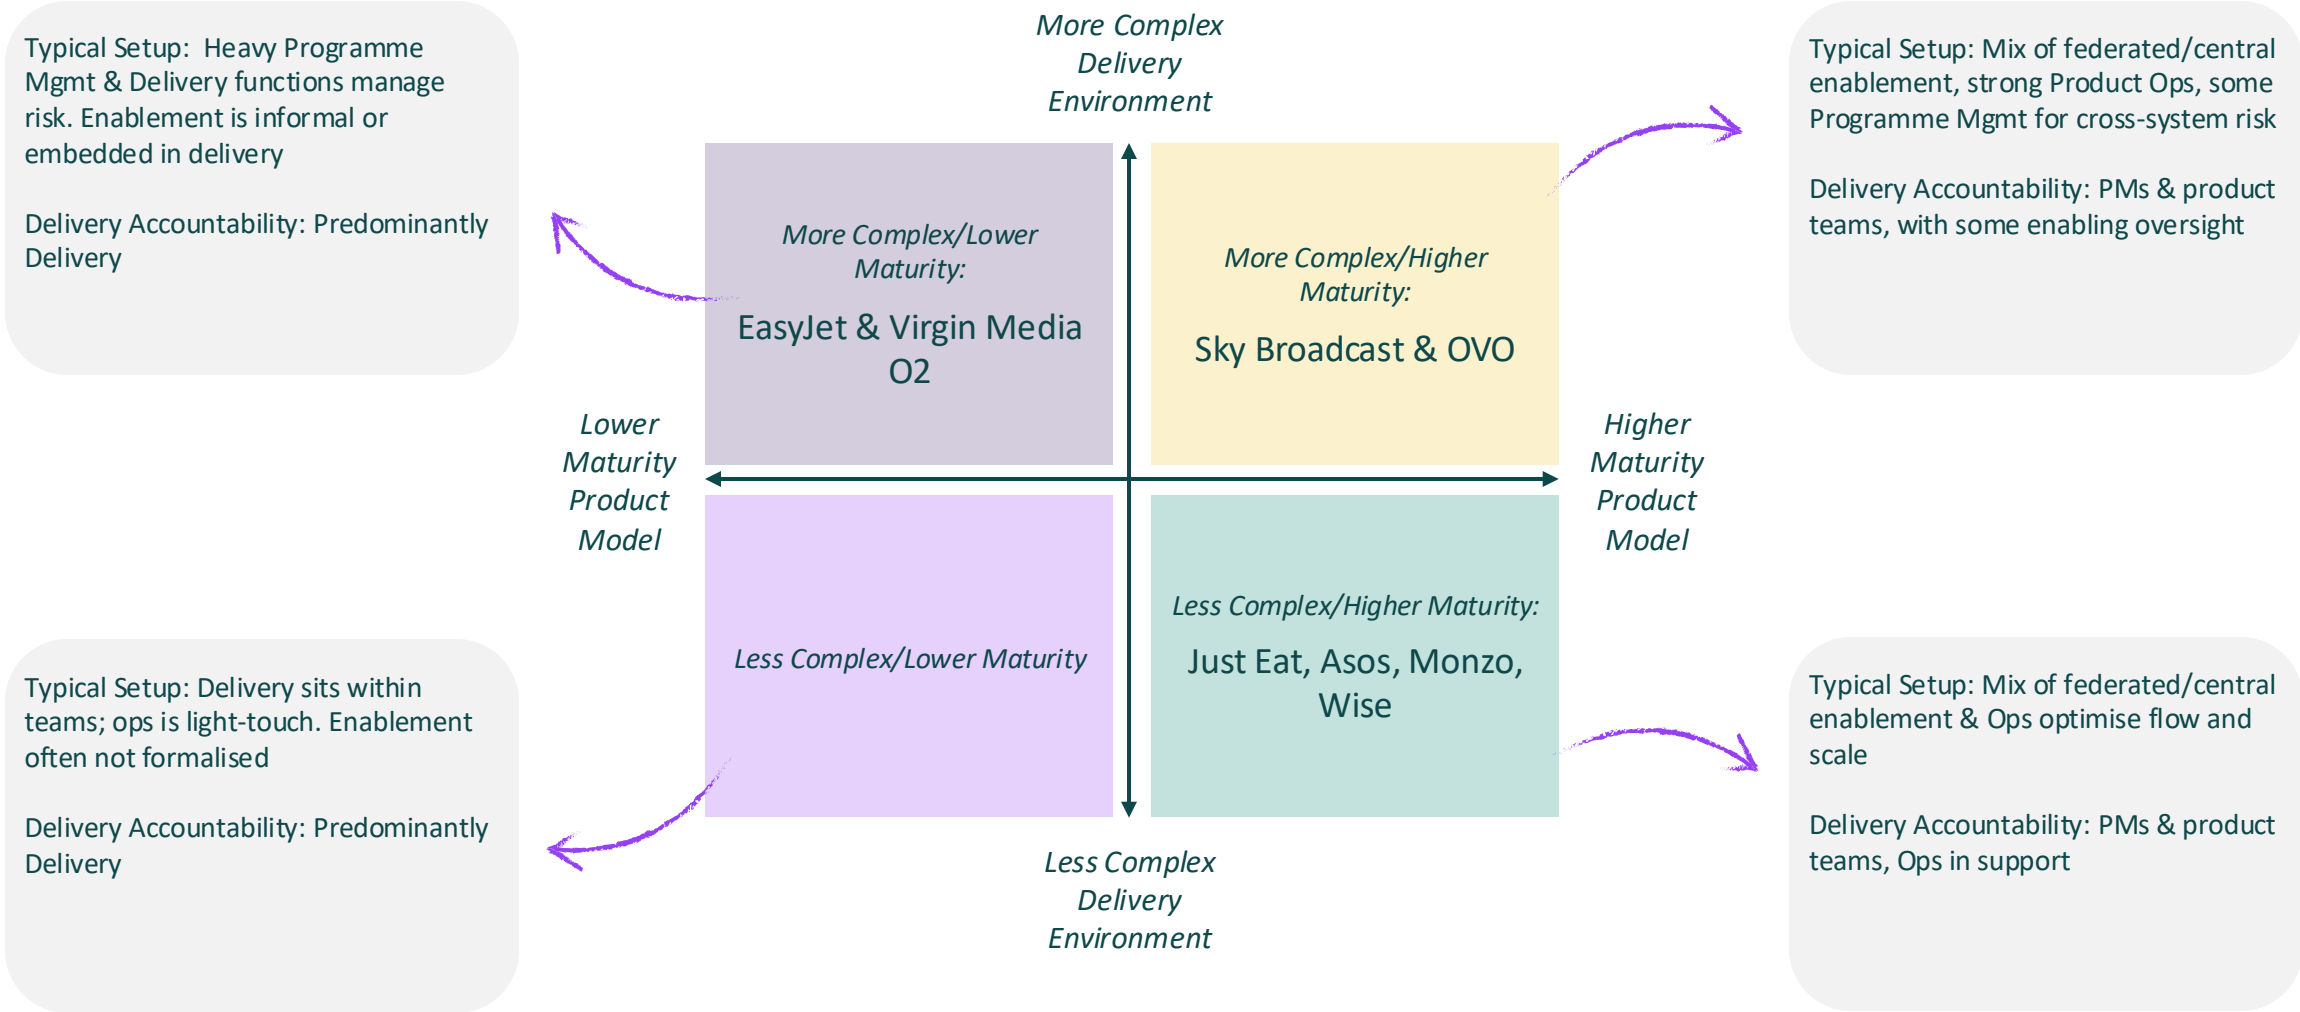 Typical Setup:  Heavy Programme
Mgmt & Delivery functions manage
risk. Enablement is informal or
embedded in delivery
Delivery Accountability: Predominantly
Delivery
More Complex
Delivery
Environment
Typical Setup: Mix of federated/central
enablement, strong Product Ops, some
Programme Mgmt for cross-system risk
Delivery Accountability: PMs & product
teams, with some enabling oversight
More Complex/Lower
Maturity:
EasyJet & Virgin Media
O2
More Complex/Higher
Maturity:
Sky Broadcast & OVO
Lower
Maturity
Product
Model
Higher
Maturity
Product
Model
Less Complex/Lower Maturity
Less Complex/Higher Maturity:
Just Eat, Asos, Monzo,
Wise
Typical Setup: Delivery sits within
teams; ops is light-touch. Enablement
often not formalised
Delivery Accountability: Predominantly
Delivery
Less Complex
Delivery
Environment
Typical Setup: Mix of federated/central
enablement & Ops optimise flow and
scale
Delivery Accountability: PMs & product
teams, Ops in support